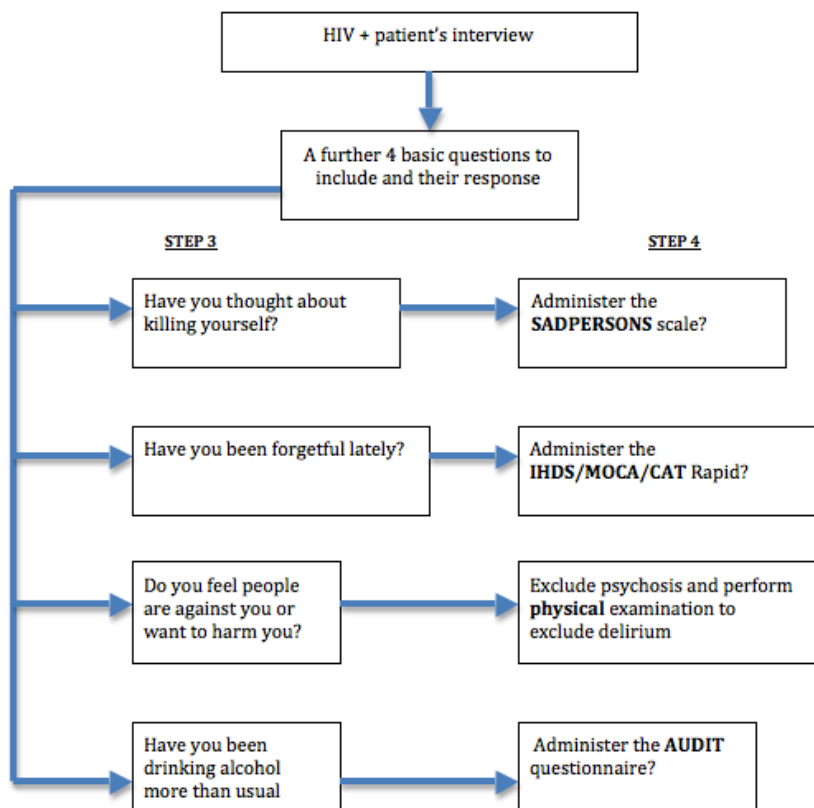 HIV + patient's interview
A further 4 basic questions to
include and their response
STEP 3
STEP 4
Have you thought about
killing yourself?
Administer the
SADPERSONS scale?
Have you been forgetful lately?
Administer the
IHDS/MOCA/CAT Rapid?
Do you feel people
are against you or
want to harm you?
Exclude psychosis and perform
physical examination to
exclude delirium
Have you been
drinking alcohol
more than usual
Administer the AUDIT
questionnaire?